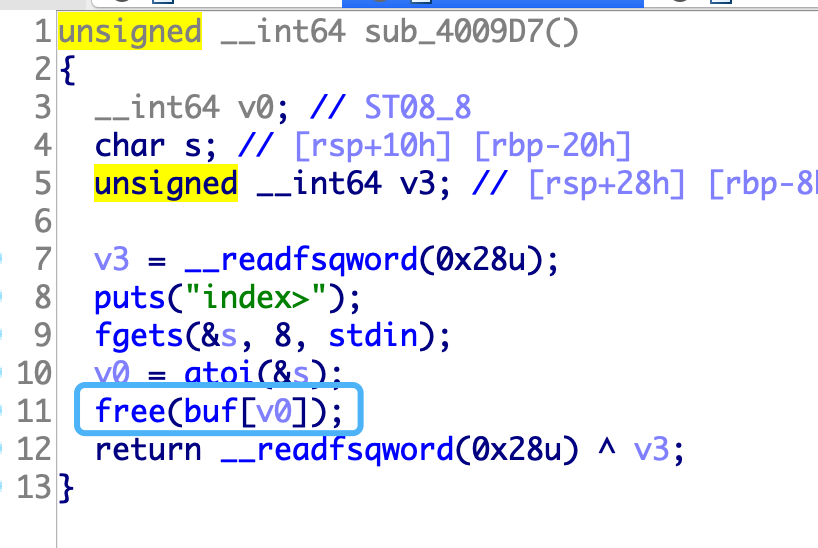 1 unsigned __int64 sub_4009D7()
2 {
3 __int64 v0; // ST08_8
4 char s; // [rsp+10h] [rbp-20h]
5 unsigned __int64 v3; // [rsp+28h] [rbp-8h
6
7 v3 = __readfsqword(0x28u);
8 puts("index>");
9 fgets(&s, 8, stdin);
10 v0 = atoi(&s);
11 free(buf[v0]);
12 return __readfsqword(0x28u) ^ v3;
13 }